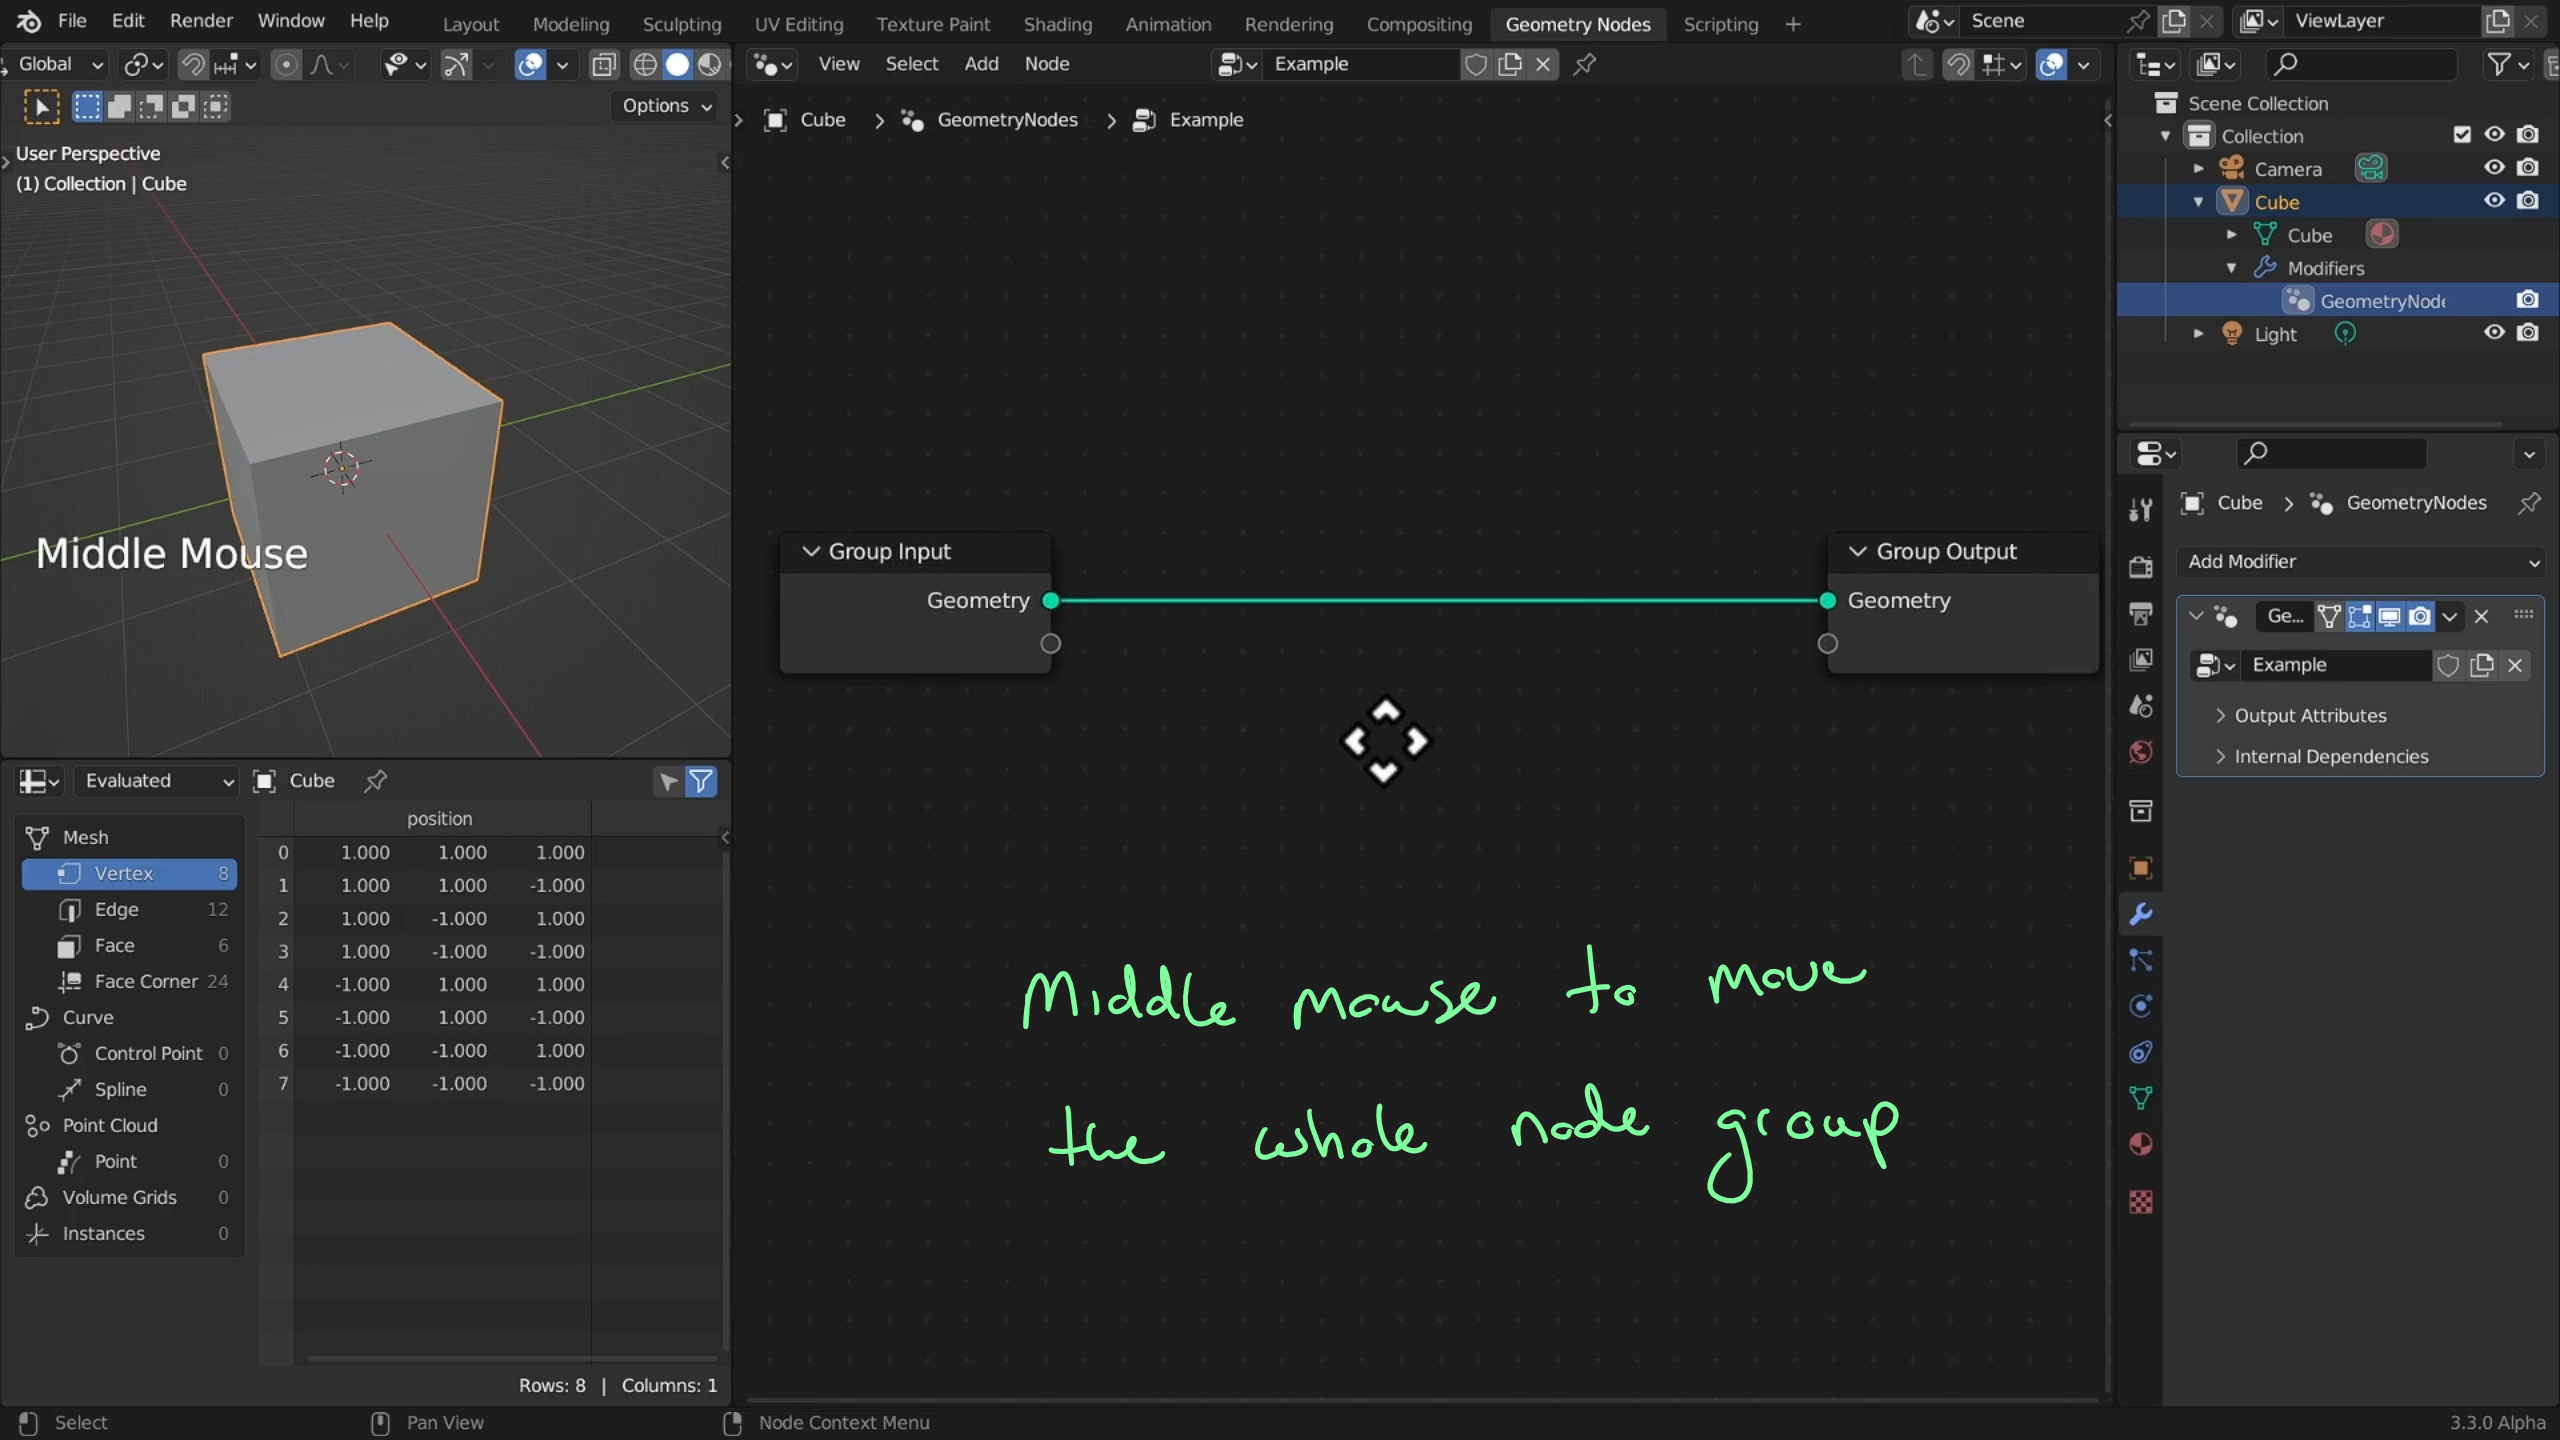 File Edit Render Window Help Layout Modeling Sculpting UV Editing Texture Paint Shading Animation Rendering Compositing Geometry Nodes Scripting + Scene ViewLayer
Global
Options
User Perspective
(1) Collection | Cube
Middle Mouse
View Select Add Node Example
Cube > GeometryNodes > Example
Group Input
Geometry
Group Output
Geometry
Middle mouse to move
the whole node group
Evaluated Cube
Mesh
Vertex 8
Edge 12
Face 6
Face Corner 24
Curve
Control Point 0
Spline 0
Point Cloud
Point 0
Volume Grids 0
Instances 0
position
0 1.000 1.000 1.000
1 1.000 1.000 -1.000
2 1.000 -1.000 1.000
3 1.000 -1.000 -1.000
4 -1.000 1.000 1.000
5 -1.000 1.000 -1.000
6 -1.000 -1.000 1.000
7 -1.000 -1.000 -1.000
Rows: 8 | Columns: 1
Scene Collection
Collection
Camera
Cube
Cube
Modifiers
GeometryNode
Light
Cube > GeometryNodes
Add Modifier
Ge...
Example
Output Attributes
Internal Dependencies
Select Pan View Node Context Menu 3.3.0 Alpha